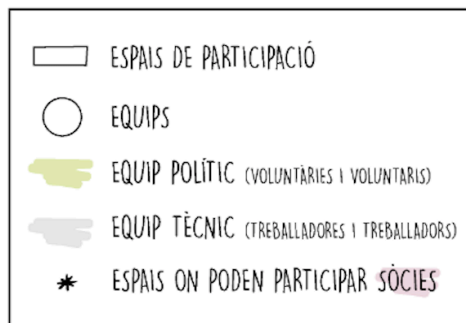 ESPAIS DE PARTICIPACIÓ
EQUIPS
EQUIP POLÍTIC (VOLUNTÀRIES I VOLUNTARIS)
EQUIP TÈCNIC (TREBALLADORES I TREBALLADORS)
* ESPAIS ON PODEN PARTICIPAR SÒCIES